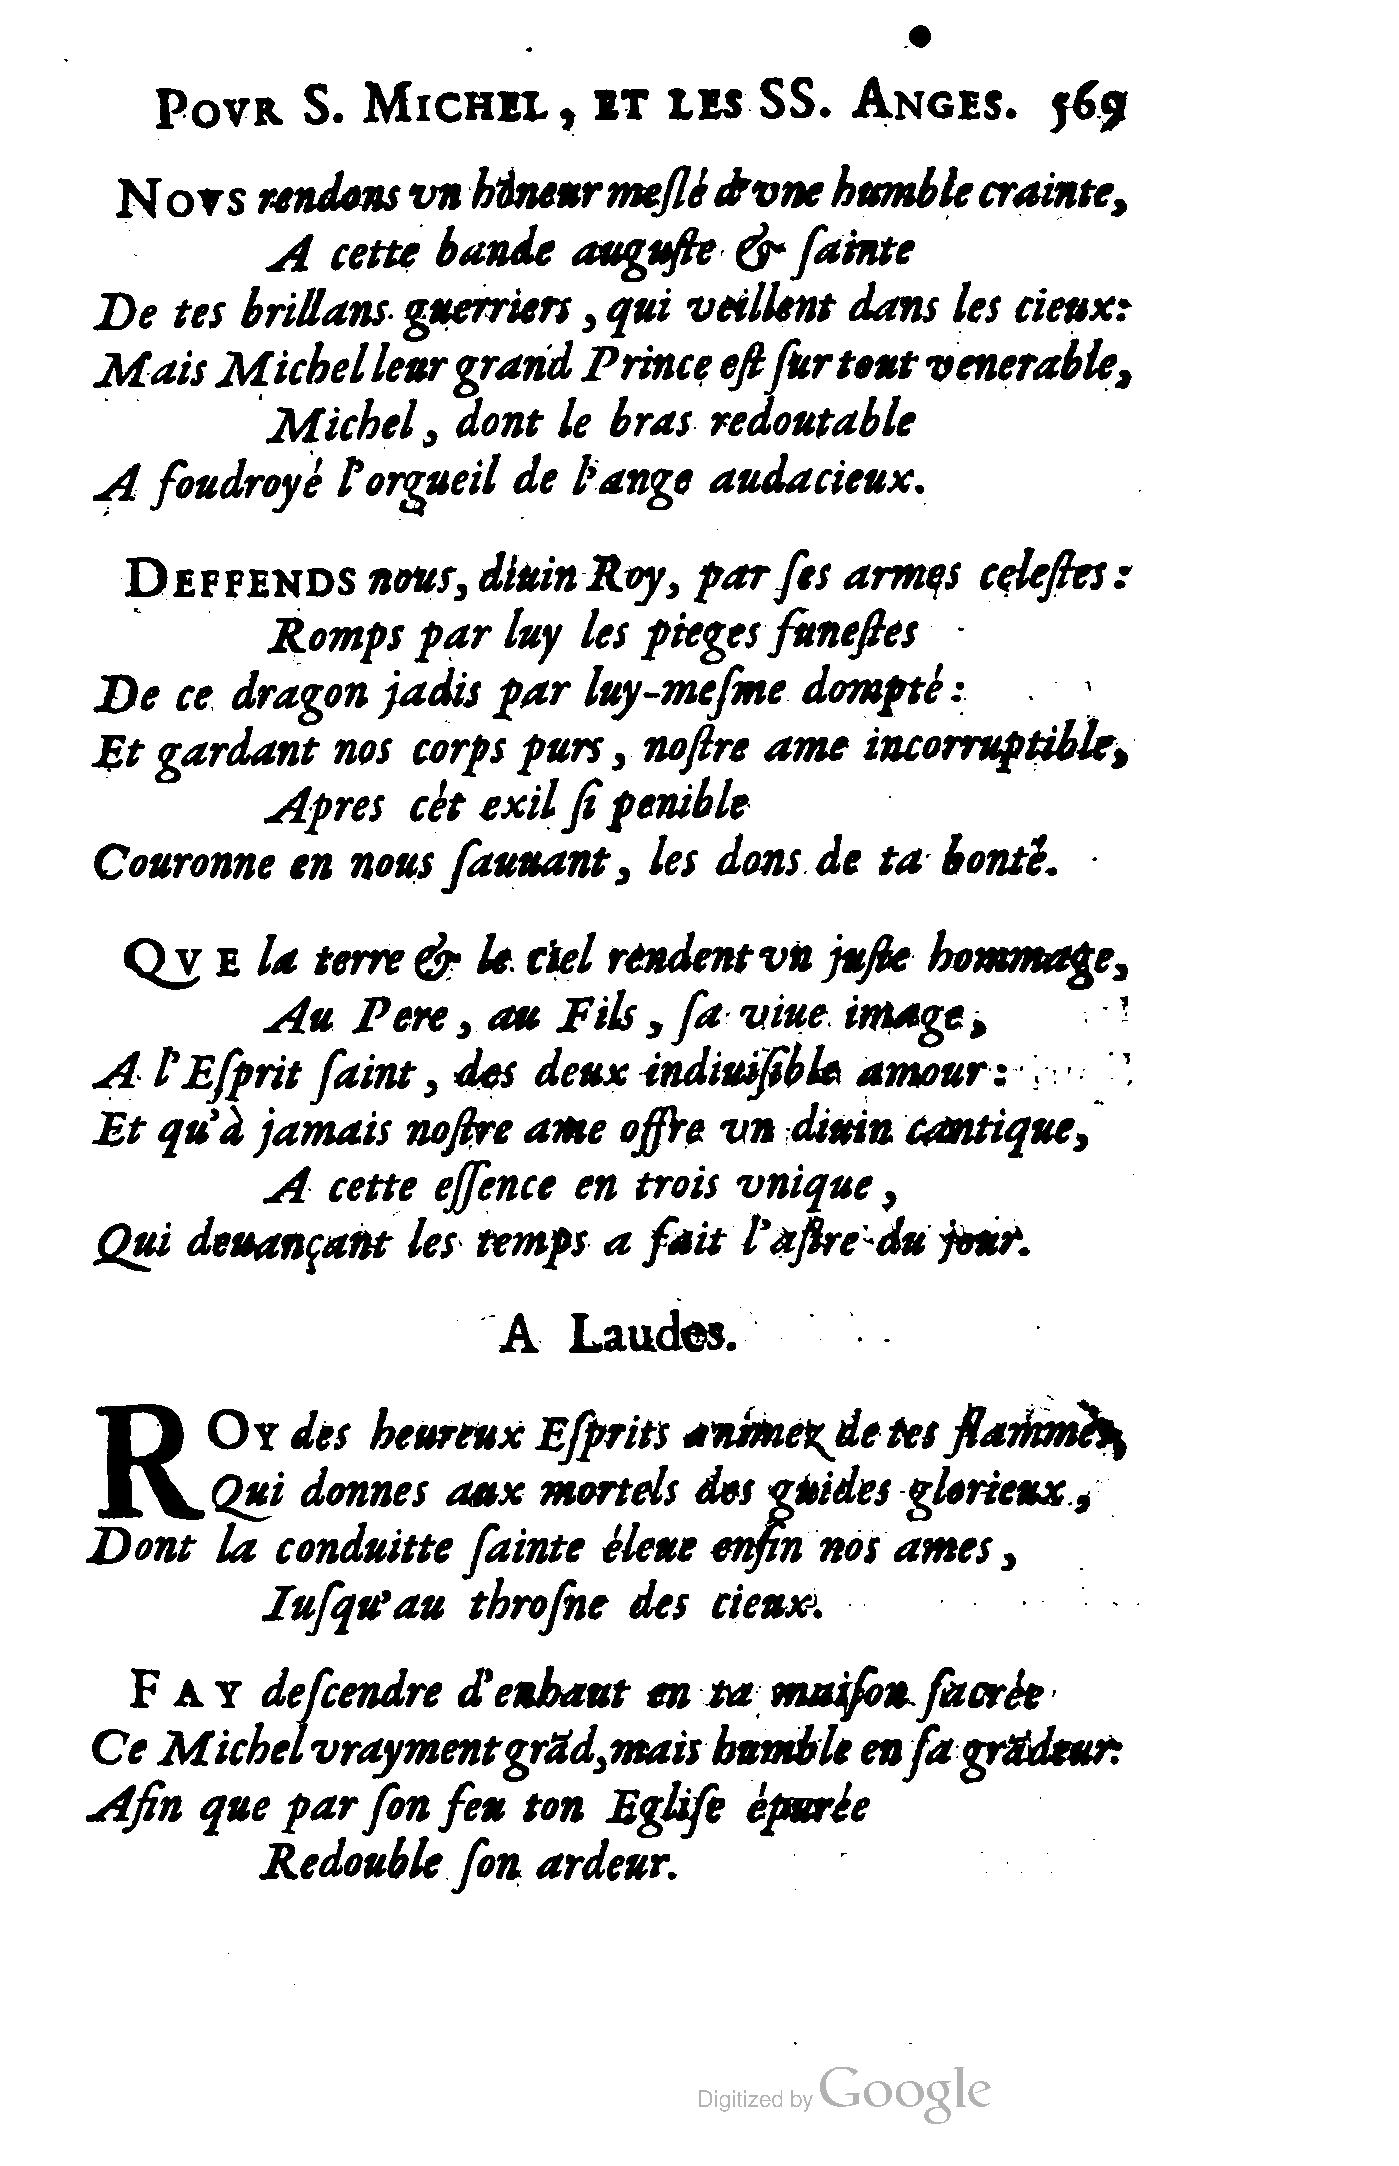 POVR S. MICHEL, ET LES SS. ANGES. 569
NOVS rendons vn hõneur meſlé d'vne humble crainte,
A cette bande auguſte & ſainte
De tes brillans guerriers, qui veillent dans les cieux:
Mais Michel leur grand Prince eſt ſur tout venerable,
Michel, dont le bras redoutable
A foudroyé l'orgueil de l'ange audacieux.
DEFFENDS nous, diuin Roy, par ſes armes celeſtes:
Romps par luy les pieges funeſtes
De ce dragon jadis par luy-meſme dompté:
Et gardant nos corps purs, noſtre ame incorruptible,
Apres cèt exil ſi penible
Couronne en nous ſauuant, les dons de ta bonté.
QVE la terre & le ciel rendent vn juſte hommage,
Au Pere, au Fils, ſa viue image,
A l'Eſprit ſaint, des deux indiuiſible amour:
Et qu'à jamais noſtre ame offre vn diuin cantique,
A cette eſſence en trois vnique,
Qui deuançant les temps a fait l'aſtre du jour.
A Laudes.
ROY des heureux Eſprits animez de tes flammes,
Qui donnes aux mortels des guides glorieux,
Dont la conduitte ſainte éleue enfin nos ames,
Iuſqu'au throſne des cieux.
FAY deſcendre d'enhaut en ta maiſon ſacrée
Ce Michel vrayment grãd, mais humble en ſa grãdeur:
Afin que par ſon feu ton Egliſe épurée
Redouble ſon ardeur.
Digitized by Google